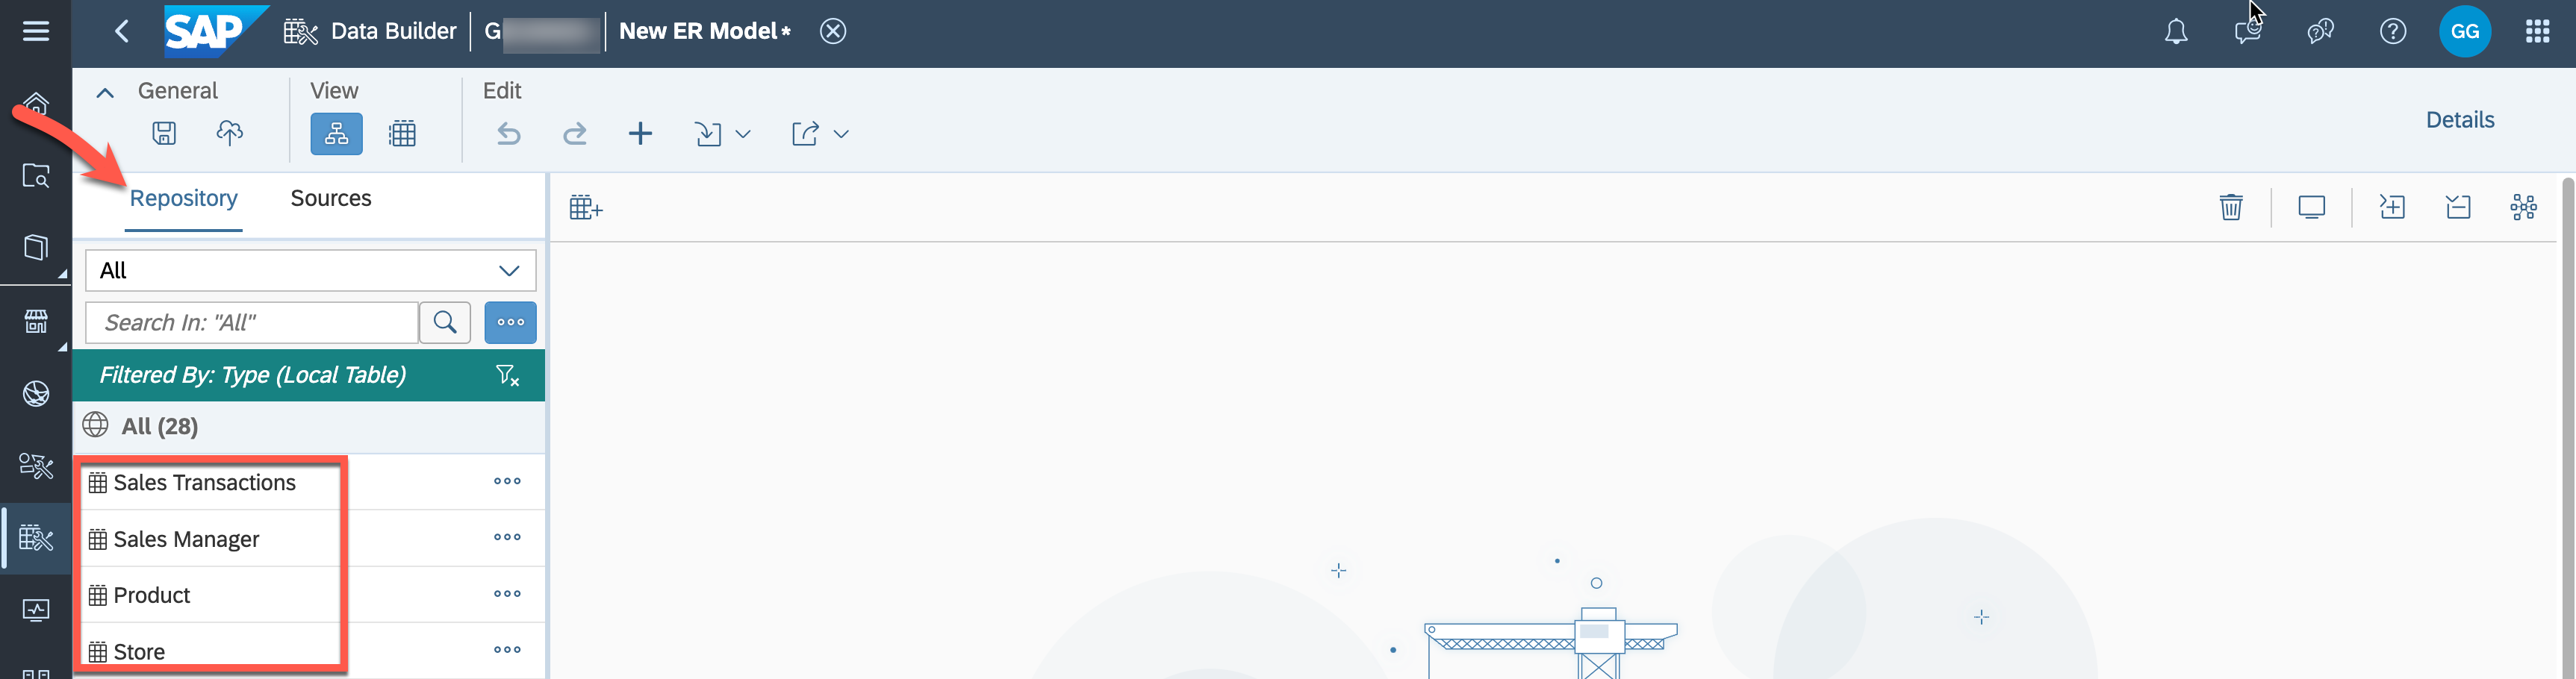 SAP Data Builder G New ER Model* GG
General View Edit
Details
Repository Sources
All
Search In: "All"
Filtered By: Type (Local Table)
All (28)
Sales Transactions
Sales Manager
Product
Store